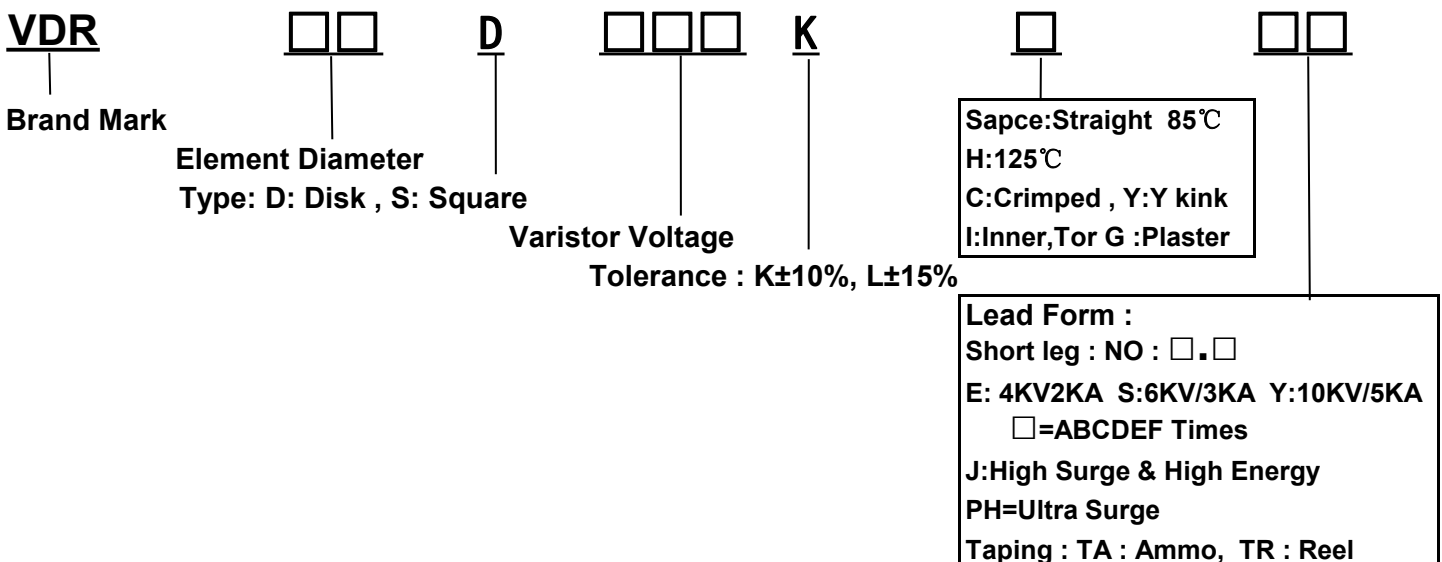 VDR □□ D □□□ K □ □□
Brand Mark
Element Diameter
Type: D: Disk , S: Square
Varistor Voltage
Tolerance : K±10%, L±15%
Sapce:Straight 85℃
H:125℃
C:Crimped , Y:Y kink
I:Inner,Tor G :Plaster
Lead Form :
Short leg : NO : □.□
E: 4KV2KA S:6KV/3KA Y:10KV/5KA
□=ABCDEF Times
J:High Surge & High Energy
PH=Ultra Surge
Taping : TA : Ammo, TR : Reel